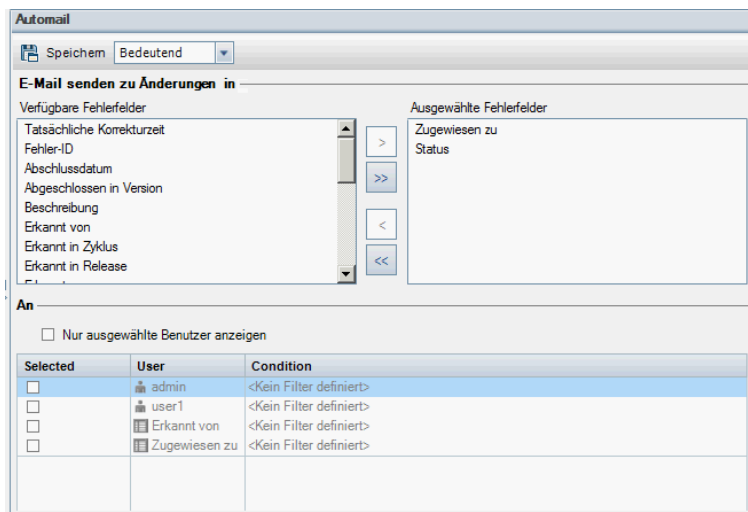 Automail
Speichern Bedeutend
E-Mail senden zu Änderungen in
Verfügbare Fehlerfelder
Tatsächliche Korrekturzeit
Fehler-ID
Abschlussdatum
Abgeschlossen in Version
Beschreibung
Erkannt von
Erkannt in Zyklus
Erkannt in Release
>
>>
<
<<
Ausgewählte Fehlerfelder
Zugewiesen zu
Status
An
Nur ausgewählte Benutzer anzeigen
Selected User Condition
admin <Kein Filter definiert>
user1 <Kein Filter definiert>
Erkannt von <Kein Filter definiert>
Zugewiesen zu <Kein Filter definiert>